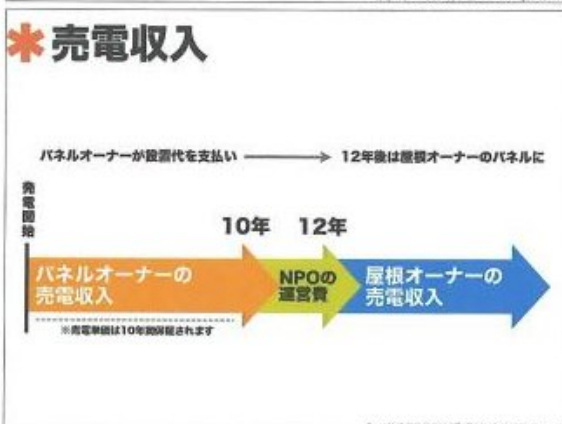 *売電収入
パネルオーナーが設置代を支払い → 12年後は屋根オーナーのパネルに
発電開始
10年 12年
パネルオーナーの
売電収入
NPOの
運営費
屋根オーナーの
売電収入
※売電単価は10年間保証されます